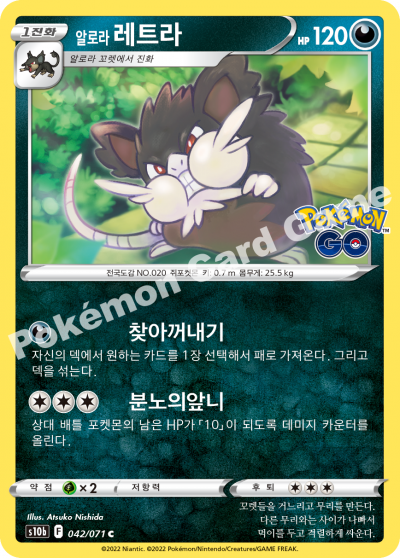 1진화
알로라 레트라
HP 120
알로라 꼬렛에서 진화
Pokémon Card Game
Pokémon
GO
전국도감 NO.020 쥐포켓몬 키: 0.7 m 몸무게: 25.5 kg
찾아꺼내기
자신의 덱에서 원하는 카드를 1장 선택해서 패로 가져온다. 그리고
덱을 섞는다.
분노의앞니
상대 배틀 포켓몬의 남은 HP가 「10」이 되도록 데미지 카운터를
올린다.
약점 ×2 저항력 후퇴
Illus. Atsuko Nishida
s10b F 042/071 C
꼬렛들을 거느리고 무리를 만든다.
다른 무리와는 사이가 나빠서
먹이를 두고 격렬하게 싸운다.
©2022 Niantic. ©2022 Pokémon/Nintendo/Creatures/GAME FREAK.